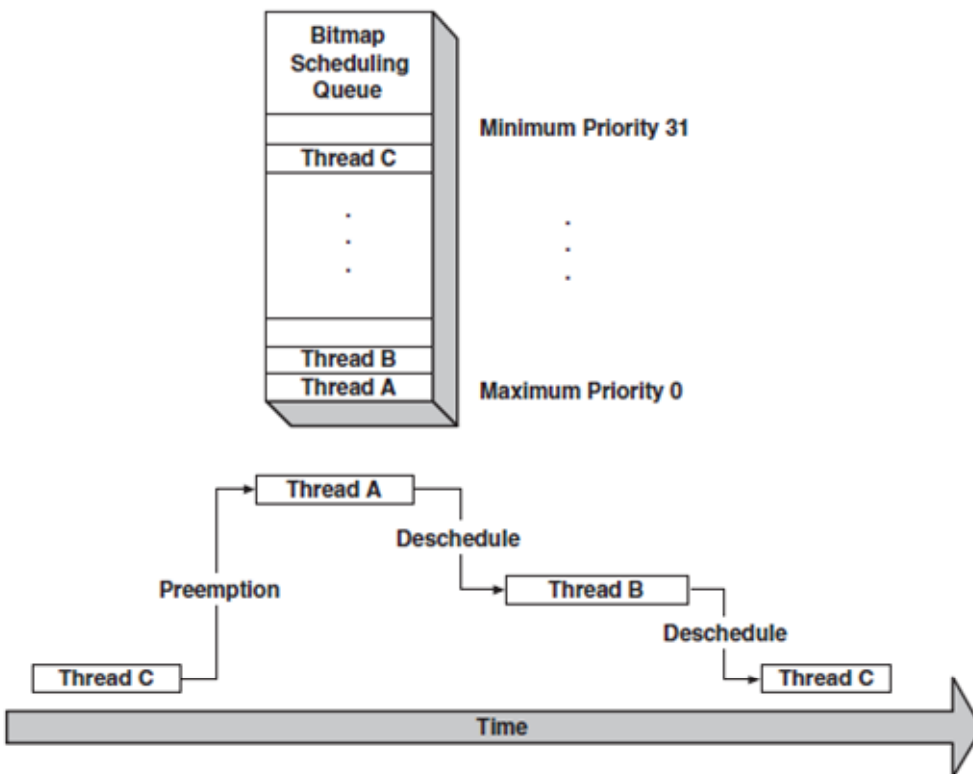 Bitmap
Scheduling
Queue
Minimum Priority 31
Thread C
.
.
.
.
.
.
Thread B
Thread A
Maximum Priority 0
Thread A
Deschedule
Preemption
Thread B
Deschedule
Thread C
Thread C
Time